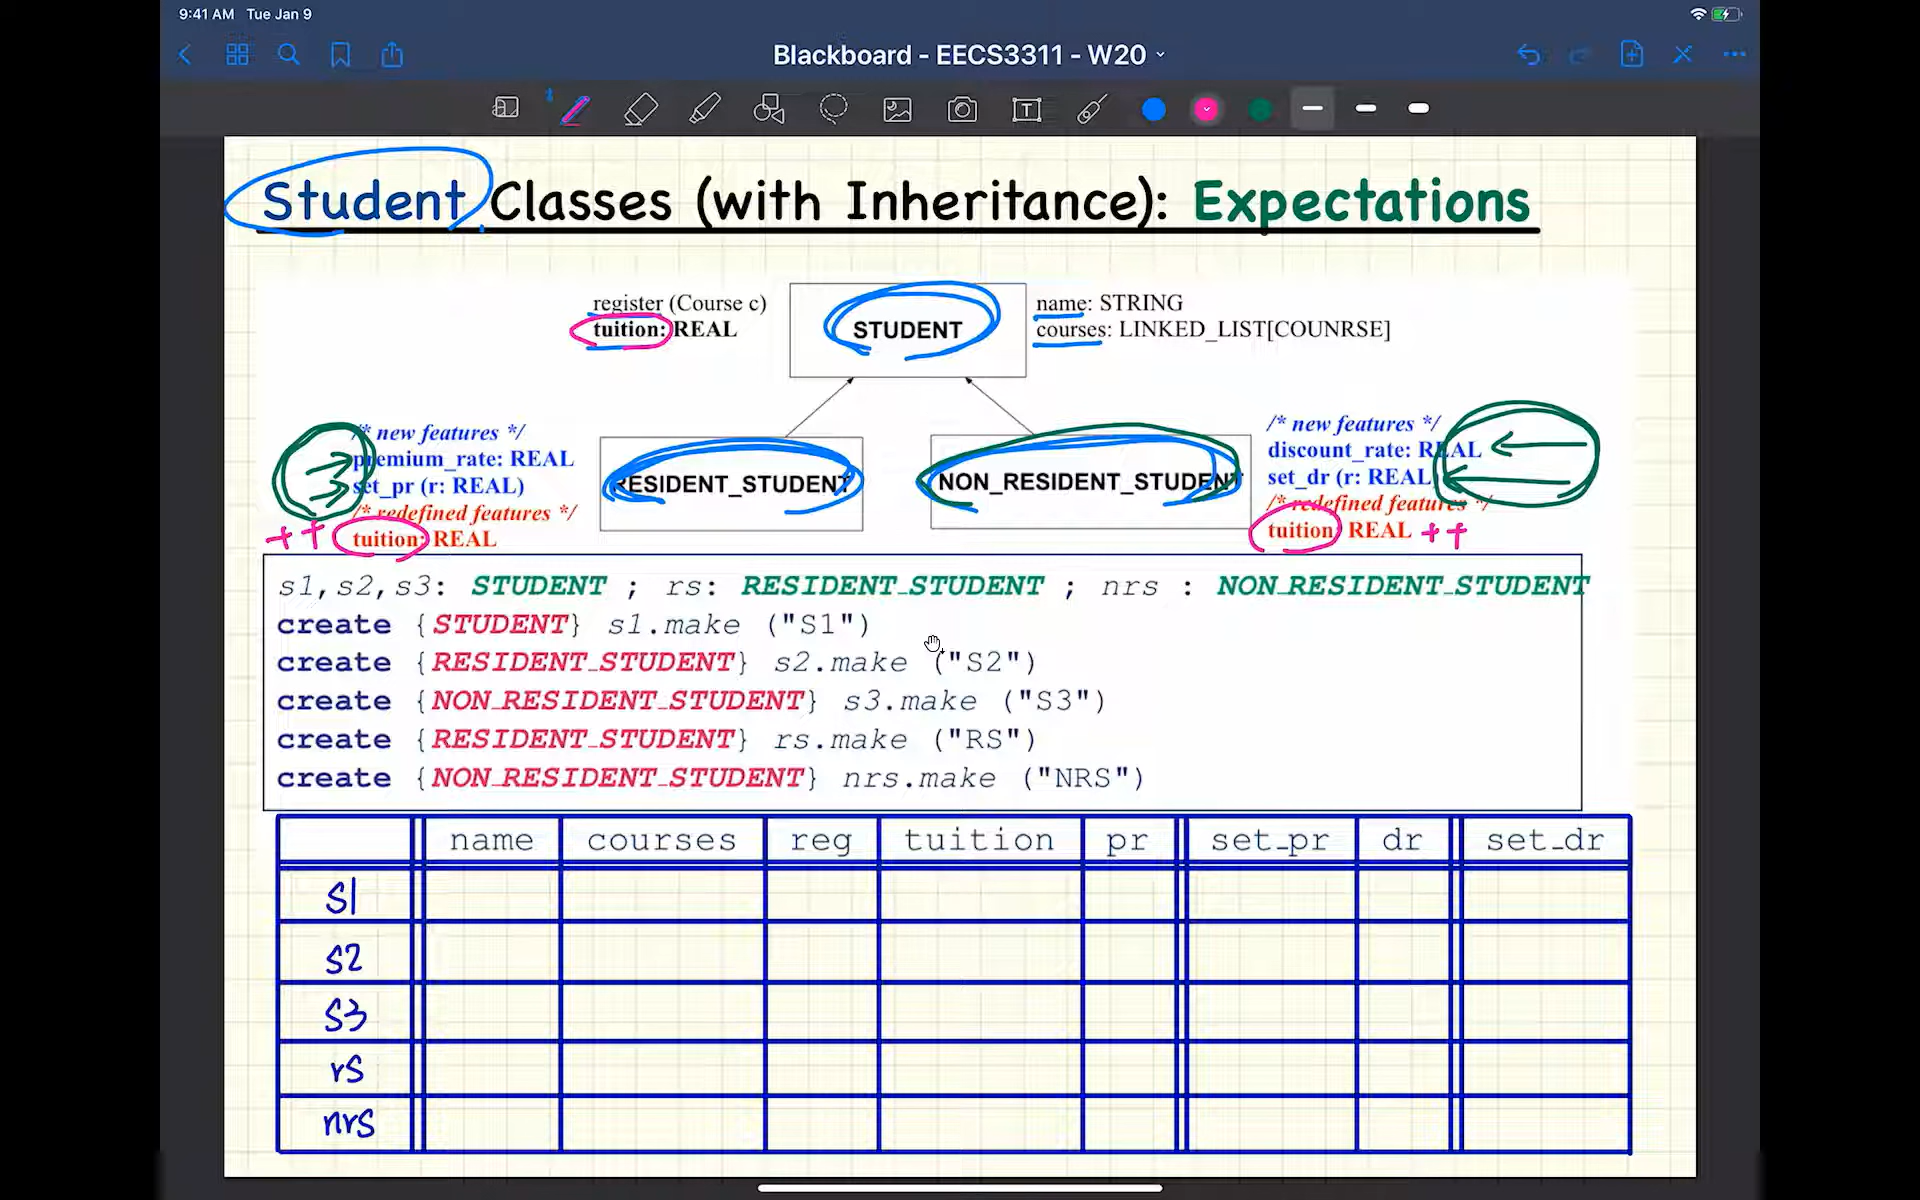 9:41 AM Tue Jan 9
Blackboard - EECS3311 - W20
Student Classes (with Inheritance): Expectations
register (Course c)
tuition: REAL
STUDENT
name: STRING
courses: LINKED_LIST[COUNRSE]
/* new features */
premium_rate: REAL
set_pr (r: REAL)
/* redefined features */
++ tuition: REAL
RESIDENT_STUDENT
NON_RESIDENT_STUDENT
/* new features */
discount_rate: REAL
set_dr (r: REAL)
/* redefined features */
tuition: REAL ++
s1,s2,s3: STUDENT ; rs: RESIDENT_STUDENT ; nrs : NON_RESIDENT_STUDENT
create {STUDENT} s1.make ("S1")
create {RESIDENT_STUDENT} s2.make ("S2")
create {NON_RESIDENT_STUDENT} s3.make ("S3")
create {RESIDENT_STUDENT} rs.make ("RS")
create {NON_RESIDENT_STUDENT} nrs.make ("NRS")
name courses reg tuition pr set_pr dr set_dr
s1
s2
s3
rs
nrs